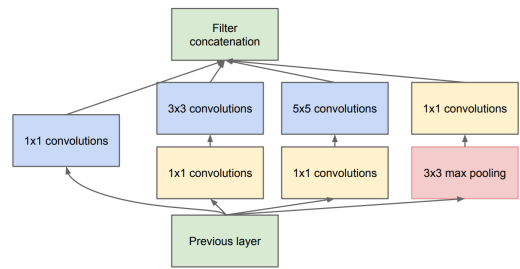 Filter
concatenation
3x3 convolutions
5x5 convolutions
1x1 convolutions
1x1 convolutions
1x1 convolutions
1x1 convolutions
3x3 max pooling
Previous layer